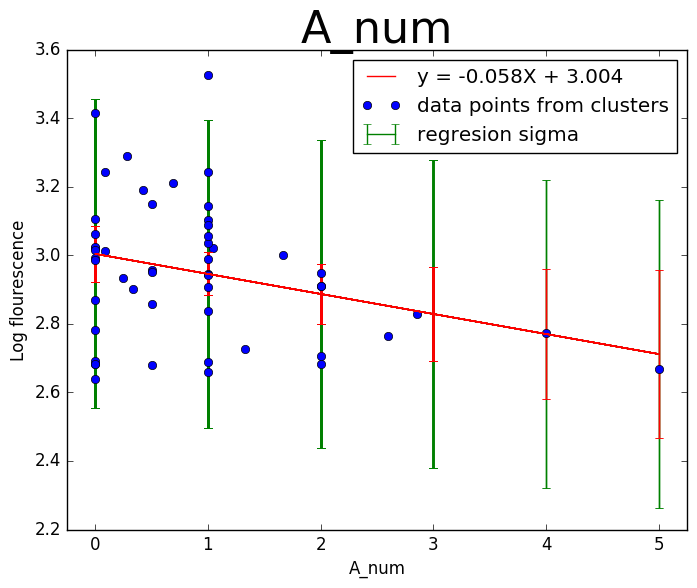 A_num
3.6
3.4
3.2
3.0
2.8
2.6
2.4
2.2
Log flourescence
y = -0.058X + 3.004
data points from clusters
regresion sigma
0 1 2 3 4 5
A_num